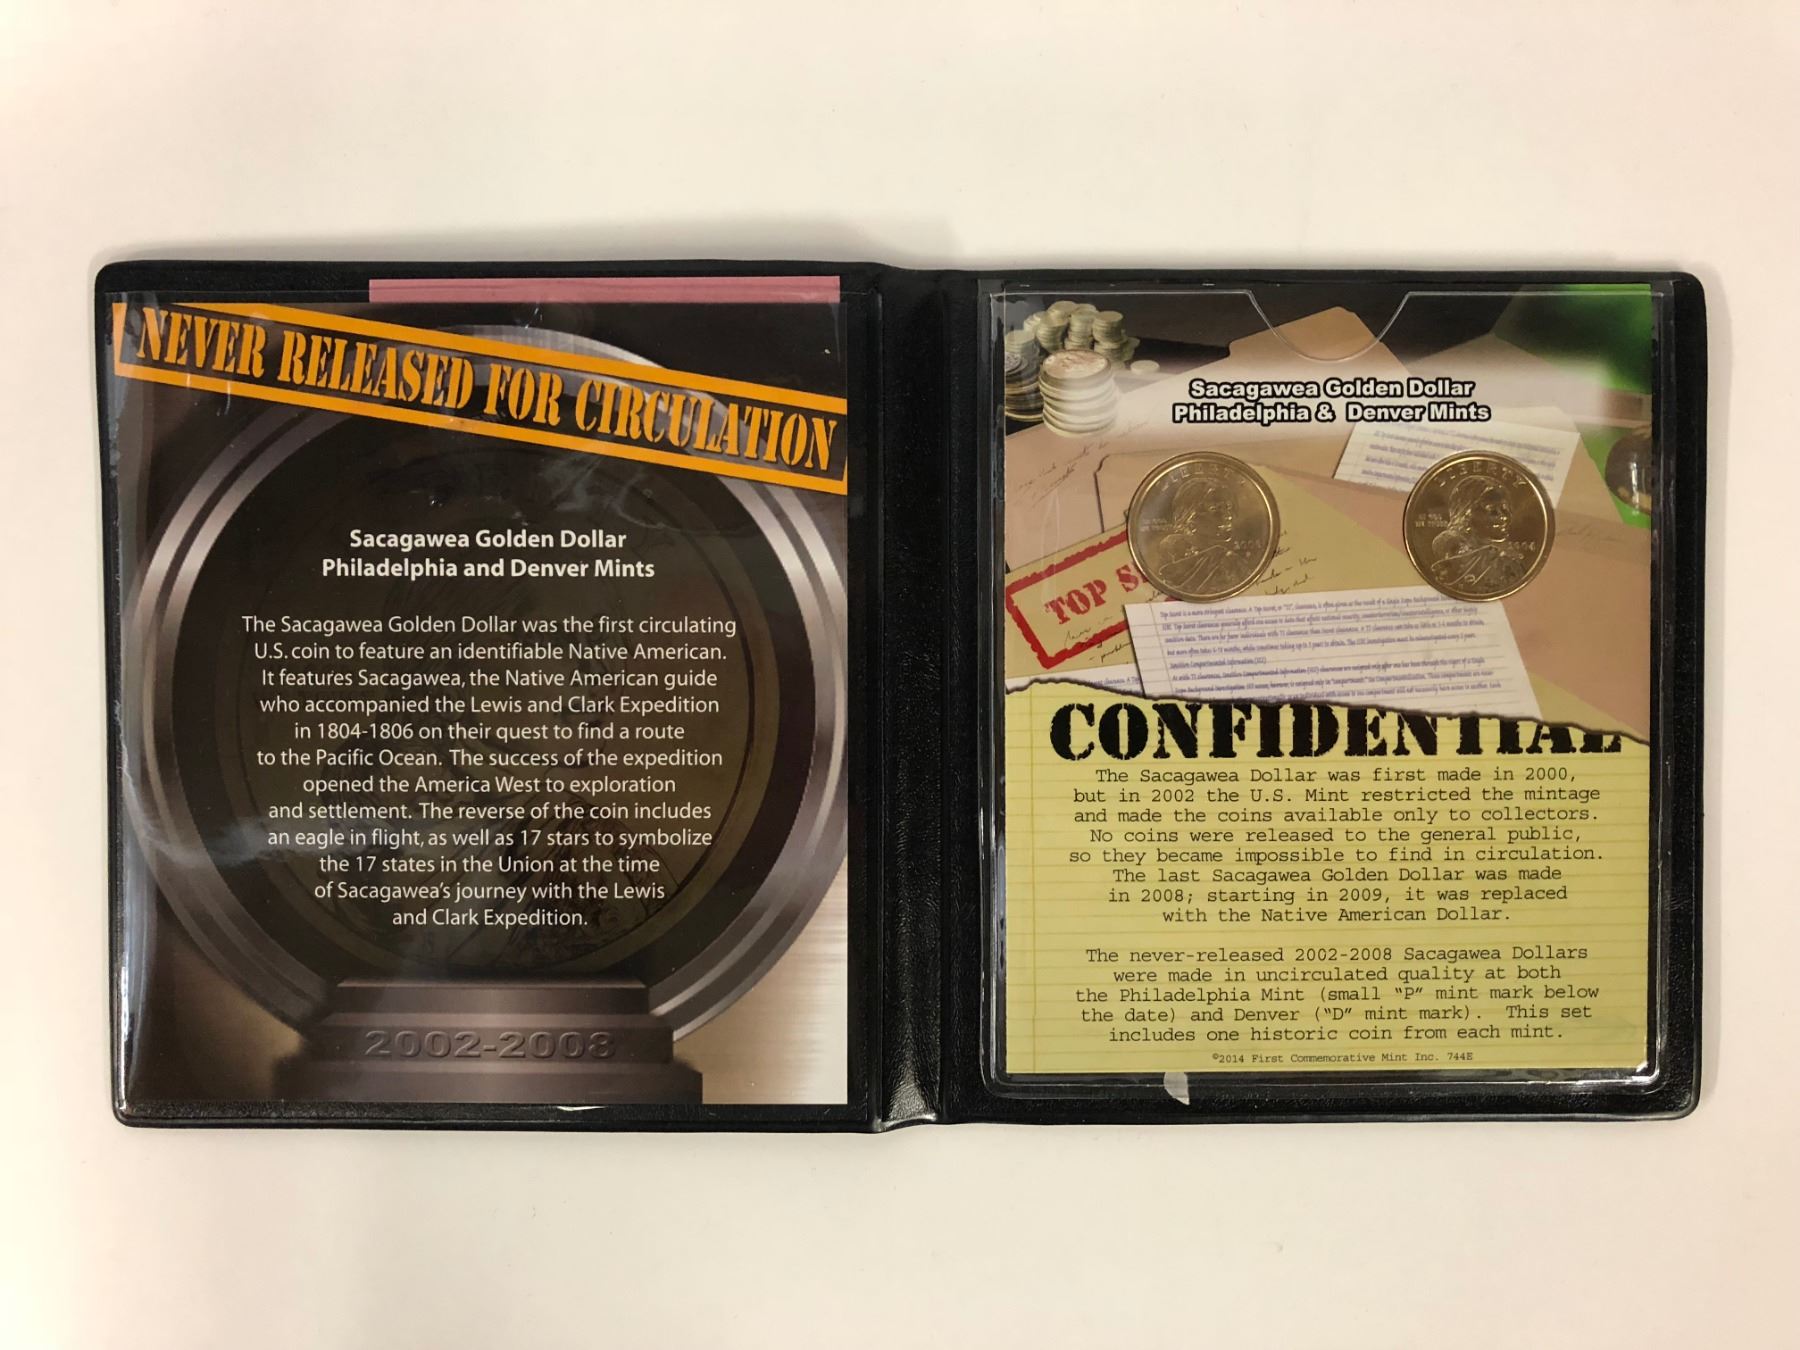 NEVER RELEASED FOR CIRCULATION
Sacagawea Golden Dollar
Philadelphia and Denver Mints
The Sacagawea Golden Dollar was the first circulating
U.S. coin to feature an identifiable Native American.
It features Sacagawea, the Native American guide
who accompanied the Lewis and Clark Expedition
in 1804-1806 on their quest to find a route
to the Pacific Ocean. The success of the expedition
opened the America West to exploration
and settlement. The reverse of the coin includes
an eagle in flight, as well as 17 stars to symbolize
the 17 states in the Union at the time
of Sacagawea's journey with the Lewis
and Clark Expedition.
2002-2008
Sacagawea Golden Dollar
Philadelphia & Denver Mints
LIBERTY
IN GOD
WE TRUST
LIBERTY
IN GOD
WE TRUST
2004
TOP S
CONFIDENTIAL
The Sacagawea Dollar was first made in 2000,
but in 2002 the U.S. Mint restricted the mintage
and made the coins available only to collectors.
No coins were released to the general public,
so they became impossible to find in circulation.
The last Sacagawea Golden Dollar was made
in 2008; starting in 2009, it was replaced
with the Native American Dollar.
The never-released 2002-2008 Sacagawea Dollars
were made in uncirculated quality at both
the Philadelphia Mint (small "P" mint mark below
the date) and Denver ("D" mint mark). This set
includes one historic coin from each mint.
©2014 First Commemorative Mint Inc. 744E